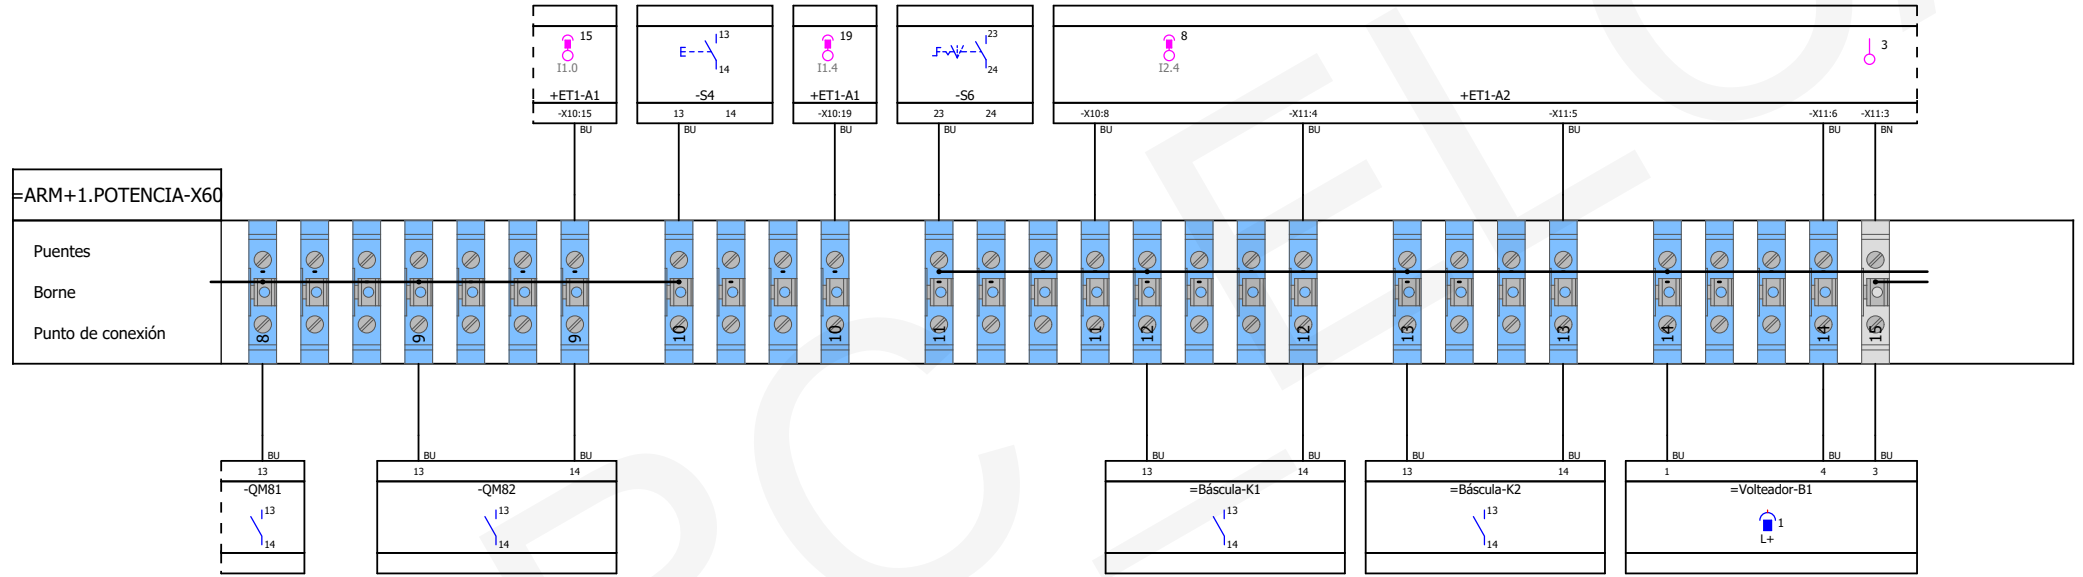 15 13 19 23 8 3
I1.0 14 I1.4 24 I2.4
+ET1-A1 -S4 +ET1-A1 -S6 +ET1-A2
-X10:15 13 14 -X10:19 23 24 -X10:8 -X11:4 -X11:5 -X11:6 -X11:3
BU BU BU BU BU BU BU BU BN
=ARM+1.POTENCIA-X60
Puentes
Borne
Punto de conexión
8 9 9 10 10 11 11 12 12 13 13 14 14 15
BU BU BU BU BU BU BU BU BU BU
13 13 14 13 14 13 14 1 4 3
-QM81 -QM82 =Báscula-K1 =Báscula-K2 =Volteador-B1
13 13 13 13 1
14 14 14 14 L+